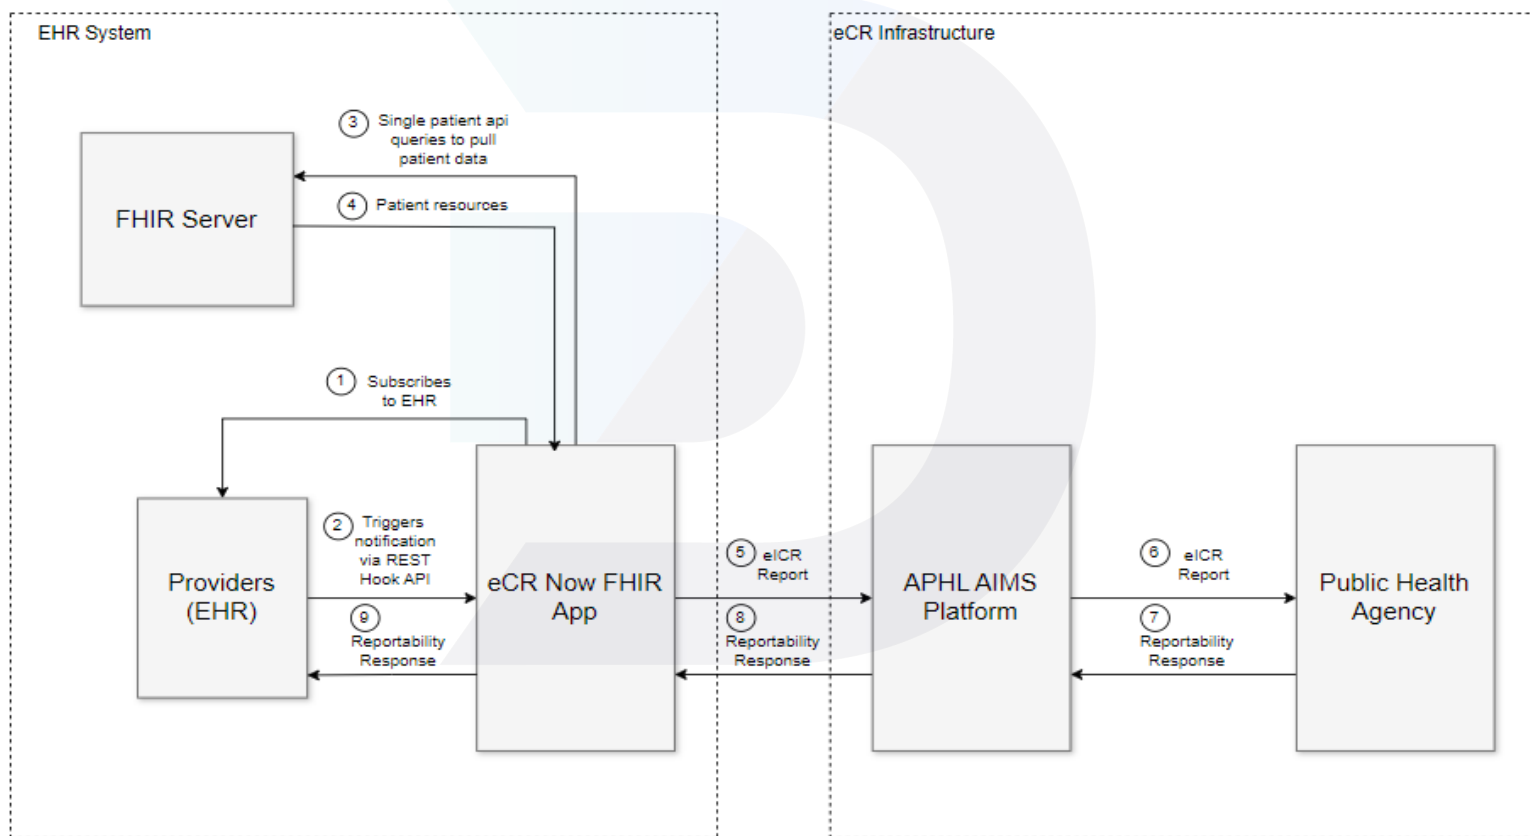 EHR System
eCR Infrastructure
3
Single patient api
queries to pull
patient data
4
Patient resources
FHIR Server
1
Subscribes
to EHR
2
Triggers
notification
via REST
Hook API
Providers
(EHR)
9
Reportability
Response
eCR Now FHIR
App
5
eICR
Report
8
Reportability
Response
APHL AIMS
Platform
6
eICR
Report
7
Reportability
Response
Public Health
Agency